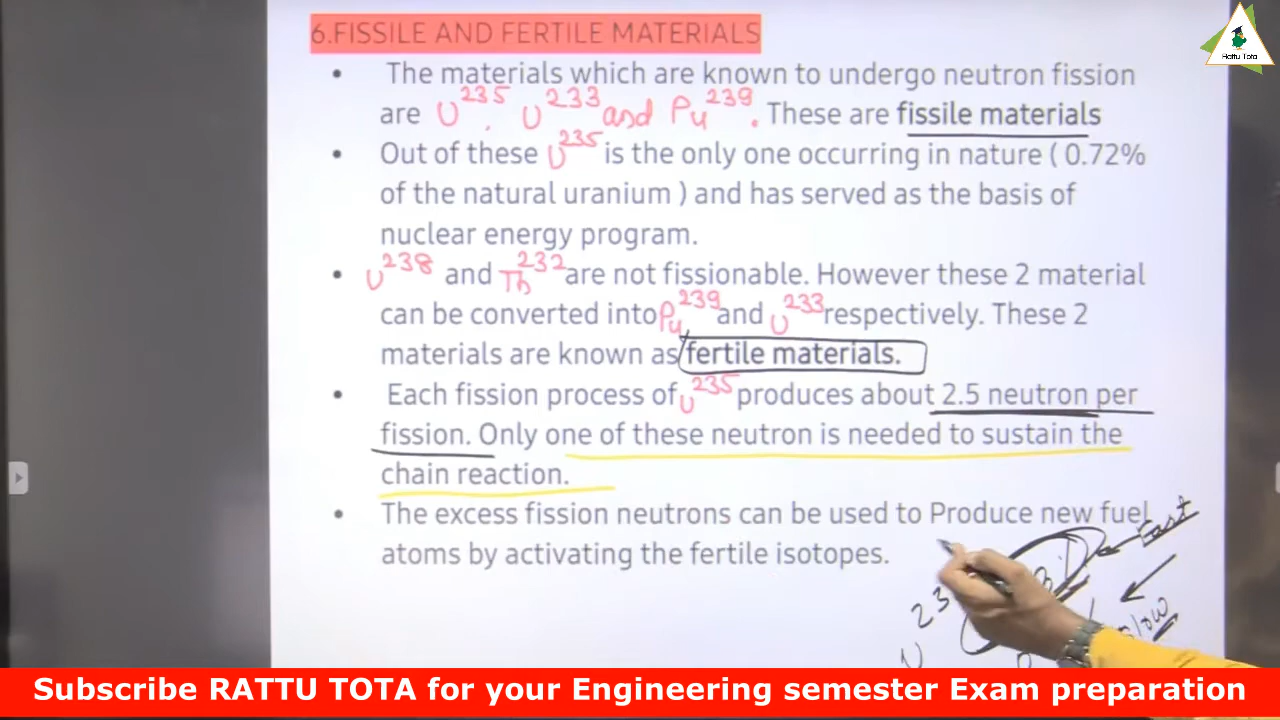 Rattu Tota
6.FISSILE AND FERTILE MATERIALS
• The materials which are known to undergo neutron fission
are U²³⁵, U²³³ and Pu²³⁹. These are fissile materials
• Out of these U²³⁵ is the only one occurring in nature ( 0.72%
of the natural uranium ) and has served as the basis of
nuclear energy program.
• U²³⁸ and Th²³² are not fissionable. However these 2 material
can be converted into Pu²³⁹ and U²³³ respectively. These 2
materials are known as fertile materials.
• Each fission process of U²³⁵ produces about 2.5 neutron per
fission. Only one of these neutron is needed to sustain the
chain reaction.
• The excess fission neutrons can be used to Produce new fuel
atoms by activating the fertile isotopes.
Fast
slow
U 23
Subscribe RATTU TOTA for your Engineering semester Exam preparation